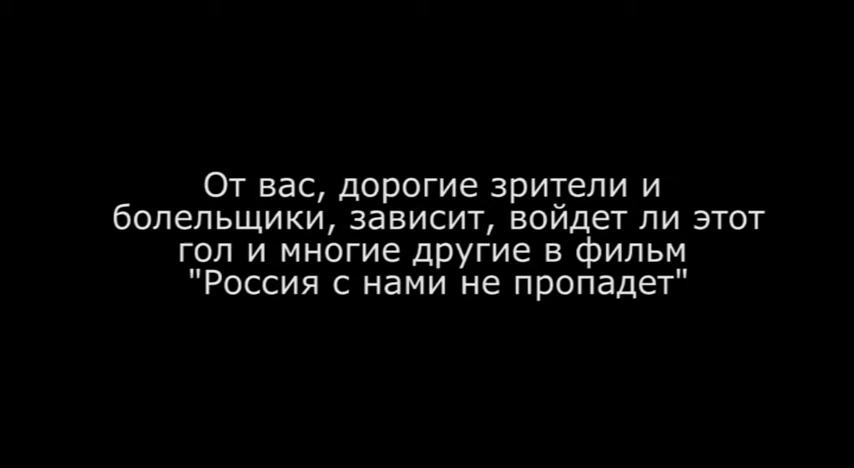 От вас, дорогие зрители и
болельщики, зависит, войдет ли этот
гол и многие другие в фильм
"Россия с нами не пропадет"